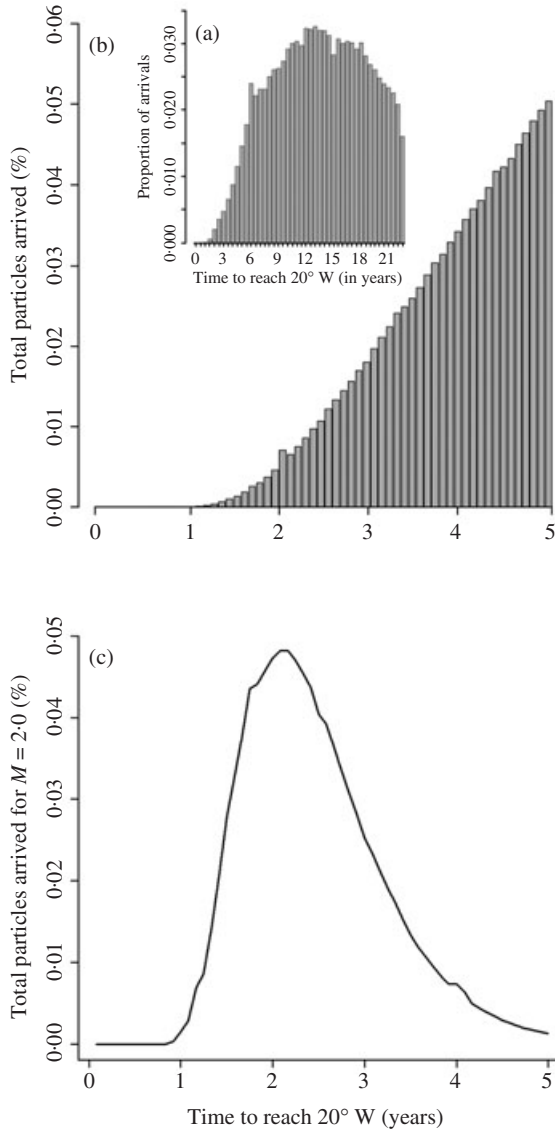 (b)
Total particles arrived (%)
0·06
0·05
0·04
0·03
0·02
0·01
0·00
0 1 2 3 4 5
(a)
Proportion of arrivals
0·030
0·020
0·010
0·000
0 3 6 9 12 15 18 21
Time to reach 20° W (in years)
(c)
Total particles arrived for M = 2·0 (%)
0·05
0·04
0·03
0·02
0·01
0·00
0 1 2 3 4 5
Time to reach 20° W (years)